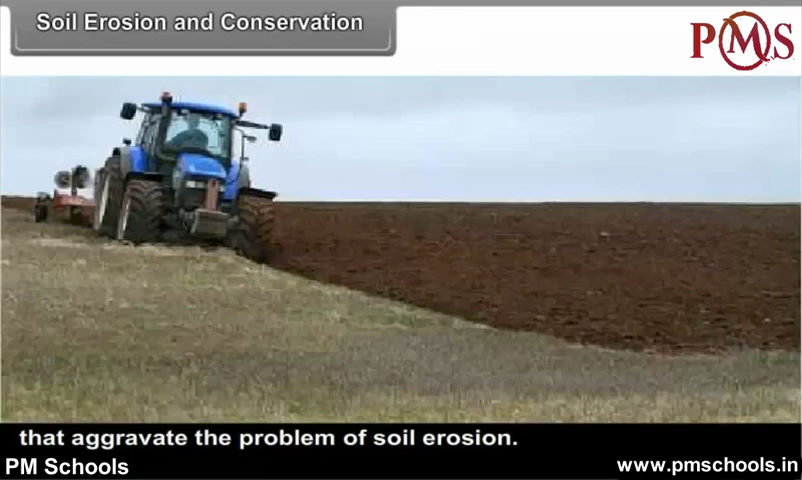 Soil Erosion and Conservation
PMS
that aggravate the problem of soil erosion.
PM Schools
www.pmschools.in